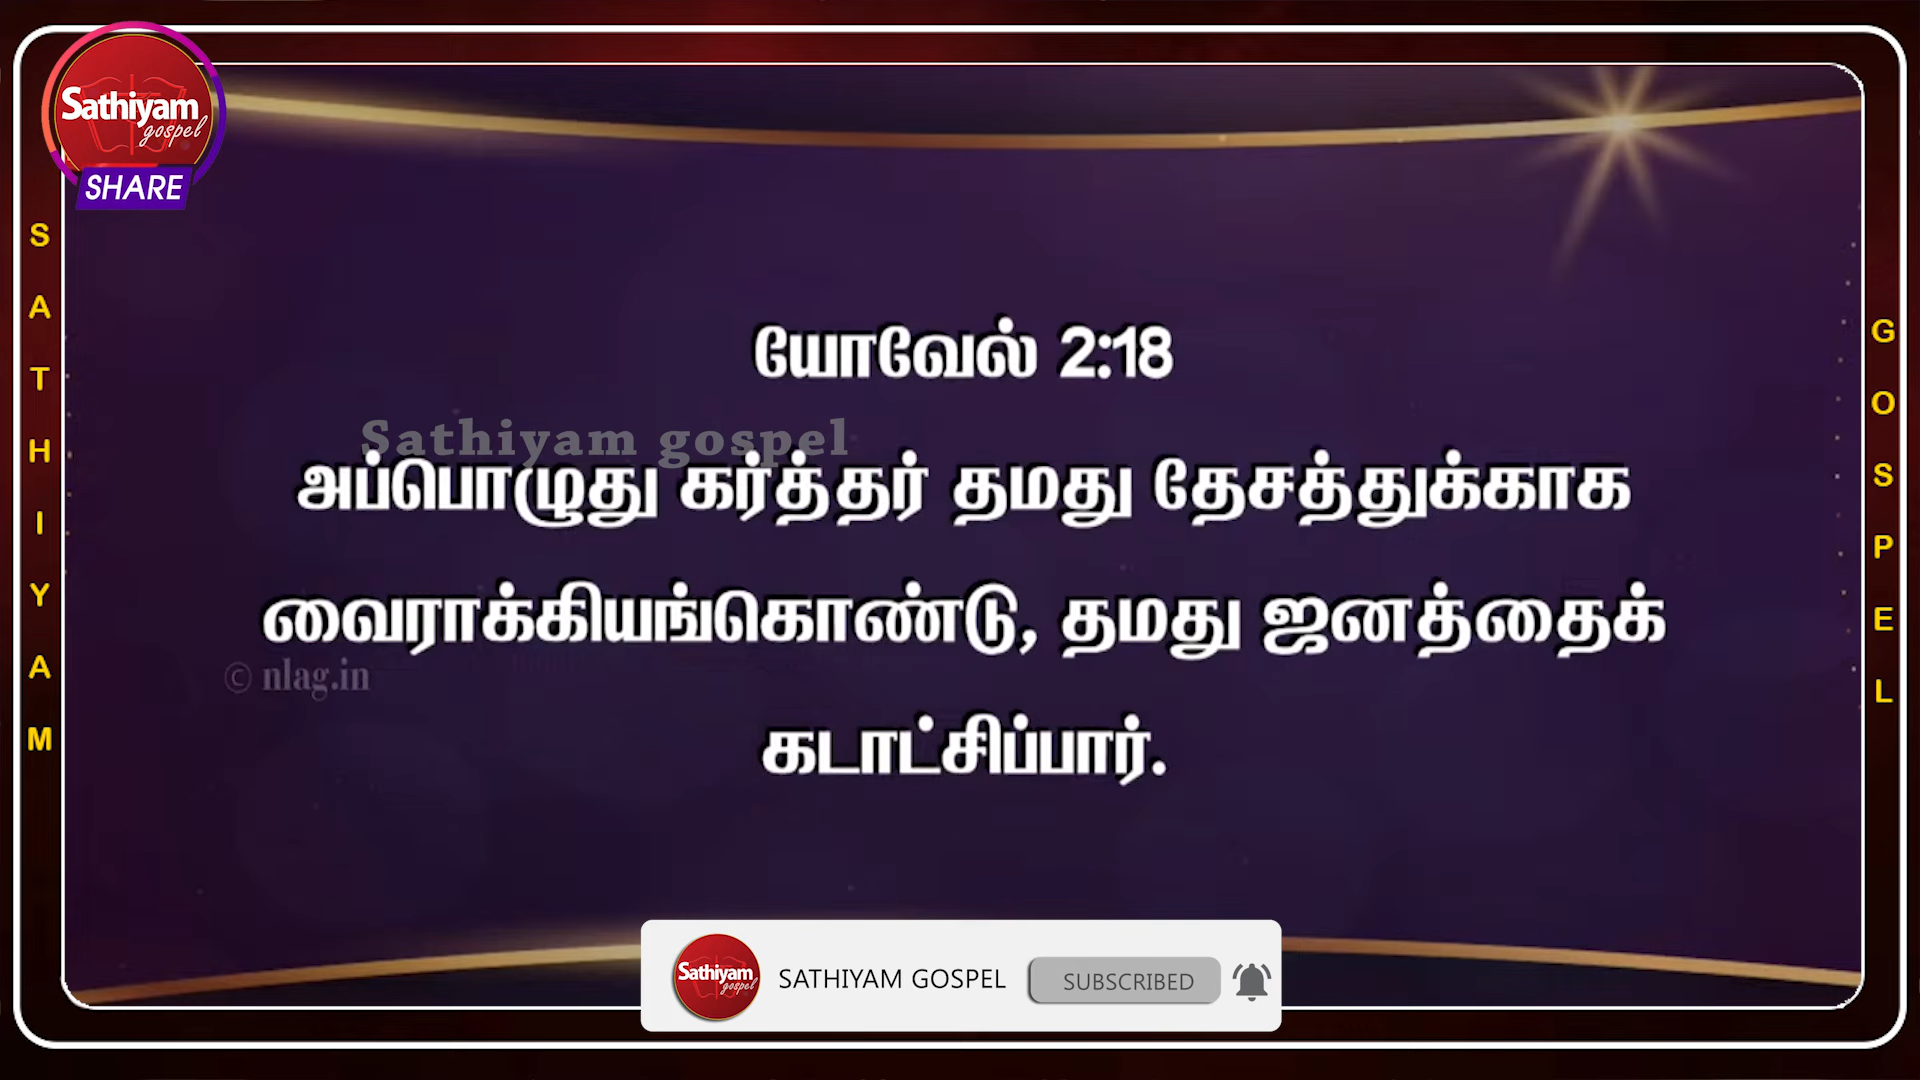 Sathiyam
gospel
SHARE
SATHIYAM
GOSPEL
யோவேல் 2:18
Sathiyam gospel
அப்பொழுது கர்த்தர் தமது தேசத்துக்காக
வைராக்கியங்கொண்டு, தமது ஜனத்தைக்
© nlag.in
கடாட்சிப்பார்.
Sathiyam
gospel
SATHIYAM GOSPEL
SUBSCRIBED